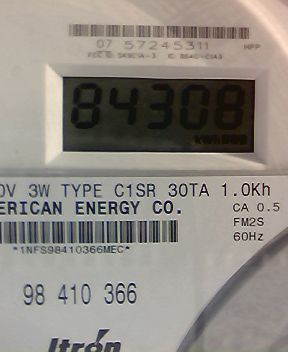 07 57245311 HPP
84308
0V 3W TYPE C1SR 30TA 1.0Kh
ERICAN ENERGY CO. CA 0.5
FM2S
60Hz
*1NFS98410366MEC*
98 410 366
Itron